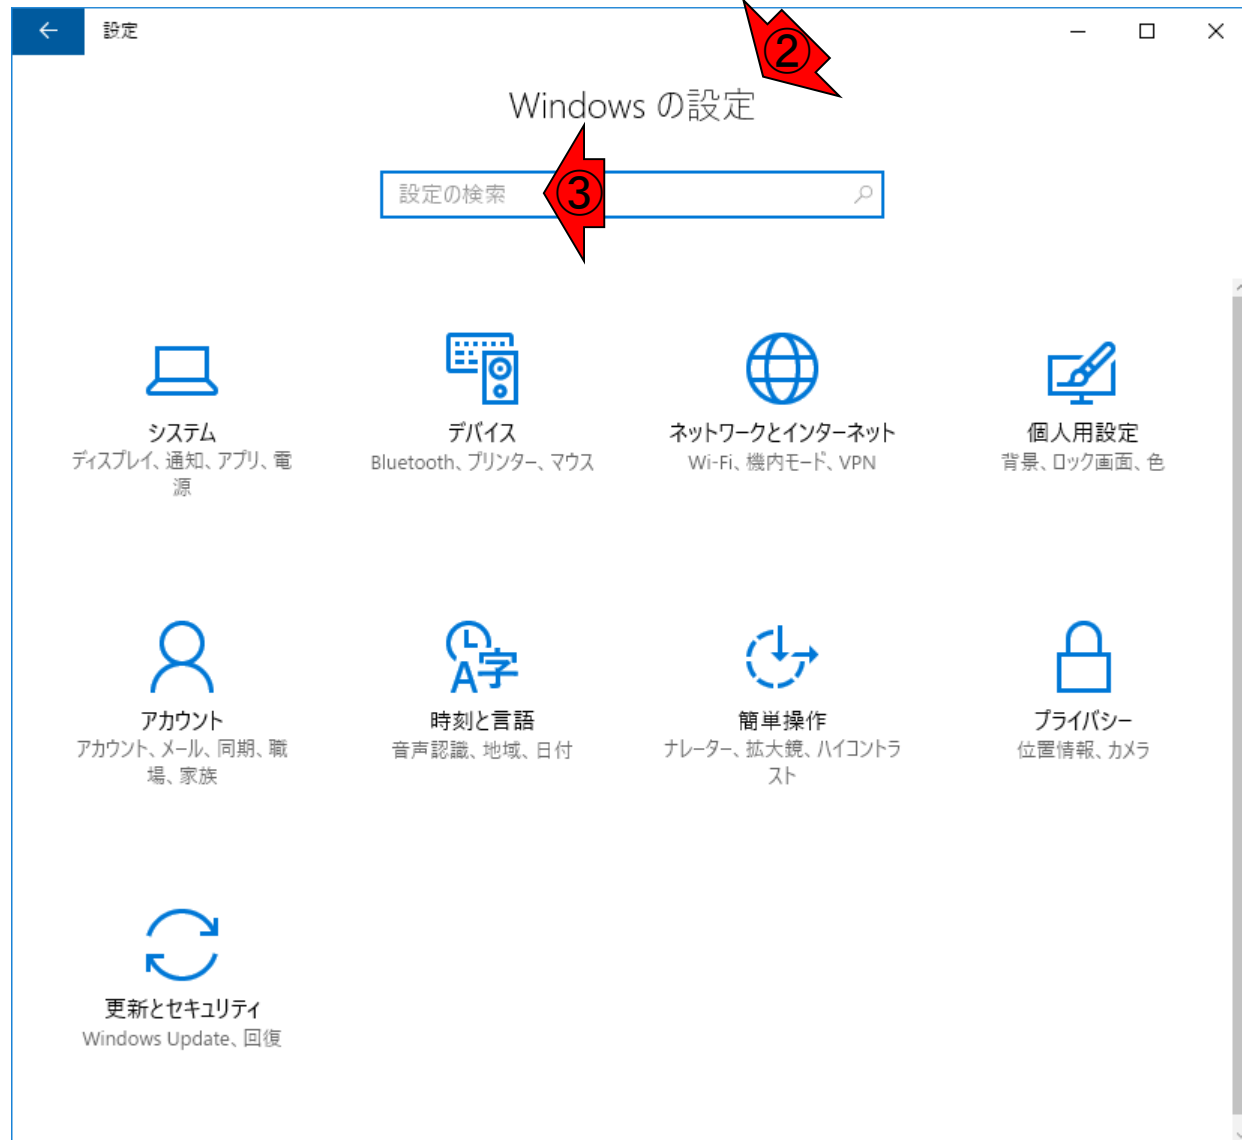 設定
②
Windows の設定
設定の検索
③
システム
ディスプレイ、通知、アプリ、電
源
デバイス
Bluetooth、プリンター、マウス
ネットワークとインターネット
Wi-Fi、機内モード、VPN
個人用設定
背景、ロック画面、色
アカウント
アカウント、メール、同期、職
場、家族
時刻と言語
音声認識、地域、日付
簡単操作
ナレーター、拡大鏡、ハイコントラ
スト
プライバシー
位置情報、カメラ
更新とセキュリティ
Windows Update、回復